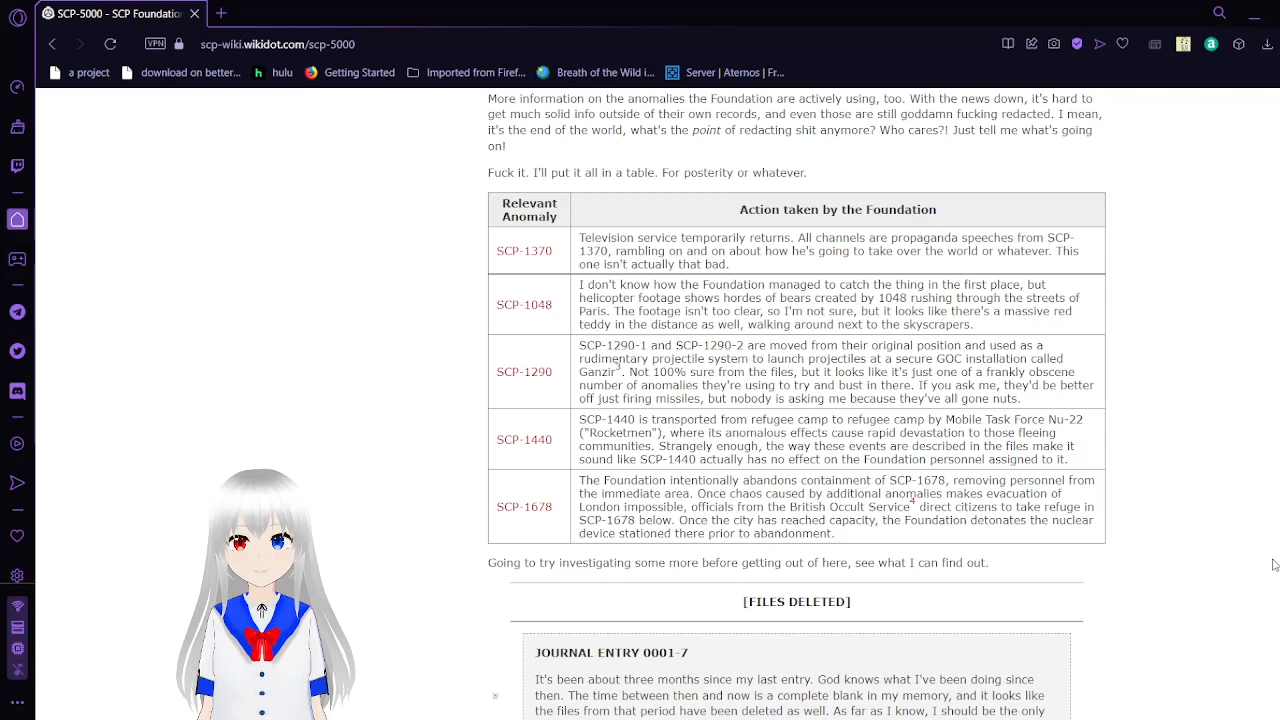 SCP-5000 - SCP Foundation
VPN
scp-wiki.wikidot.com/scp-5000
a project
download on better...
hulu
Getting Started
Imported from Firef...
Breath of the Wild i...
Server | Aternos | Fr...
More information on the anomalies the Foundation are actively using, too. With the news down, it's hard to
get much solid info outside of their own records, and even those are still goddamn fucking redacted. I mean,
it's the end of the world, what's the point of redacting shit anymore? Who cares?! Just tell me what's going
on!
Fuck it. I'll put it all in a table. For posterity or whatever.
Relevant
Anomaly
Action taken by the Foundation
SCP-1370
Television service temporarily returns. All channels are propaganda speeches from SCP-
1370, rambling on and on about how he's going to take over the world or whatever. This
one isn't actually that bad.
SCP-1048
I don't know how the Foundation managed to catch the thing in the first place, but
helicopter footage shows hordes of bears created by 1048 rushing through the streets of
Paris. The footage isn't too clear, so I'm not sure, but it looks like there's a massive red
teddy in the distance as well, walking around next to the skyscrapers.
SCP-1290
SCP-1290-1 and SCP-1290-2 are moved from their original position and used as a
rudimentary projectile system to launch projectiles at a secure GOC installation called
Ganzir3. Not 100% sure from the files, but it looks like it's just one of a frankly obscene
number of anomalies they're using to try and bust in there. If you ask me, they'd be better
off just firing missiles, but nobody is asking me because they've all gone nuts.
SCP-1440
SCP-1440 is transported from refugee camp to refugee camp by Mobile Task Force Nu-22
("Rocketmen"), where its anomalous effects cause rapid devastation to those fleeing
communities. Strangely enough, the way these events are described in the files make it
sound like SCP-1440 actually has no effect on the Foundation personnel assigned to it.
SCP-1678
The Foundation intentionally abandons containment of SCP-1678, removing personnel from
the immediate area. Once chaos caused by additional anomalies makes evacuation of
London impossible, officials from the British Occult Service4 direct citizens to take refuge in
SCP-1678 below. Once the city has reached capacity, the Foundation detonates the nuclear
device stationed there prior to abandonment.
Going to try investigating some more before getting out of here, see what I can find out.
[FILES DELETED]
JOURNAL ENTRY 0001-7
It's been about three months since my last entry. God knows what I've been doing since
then. The time between then and now is a complete blank in my memory, and it looks like
the files from that period have been deleted as well. As far as I know, I should be the only